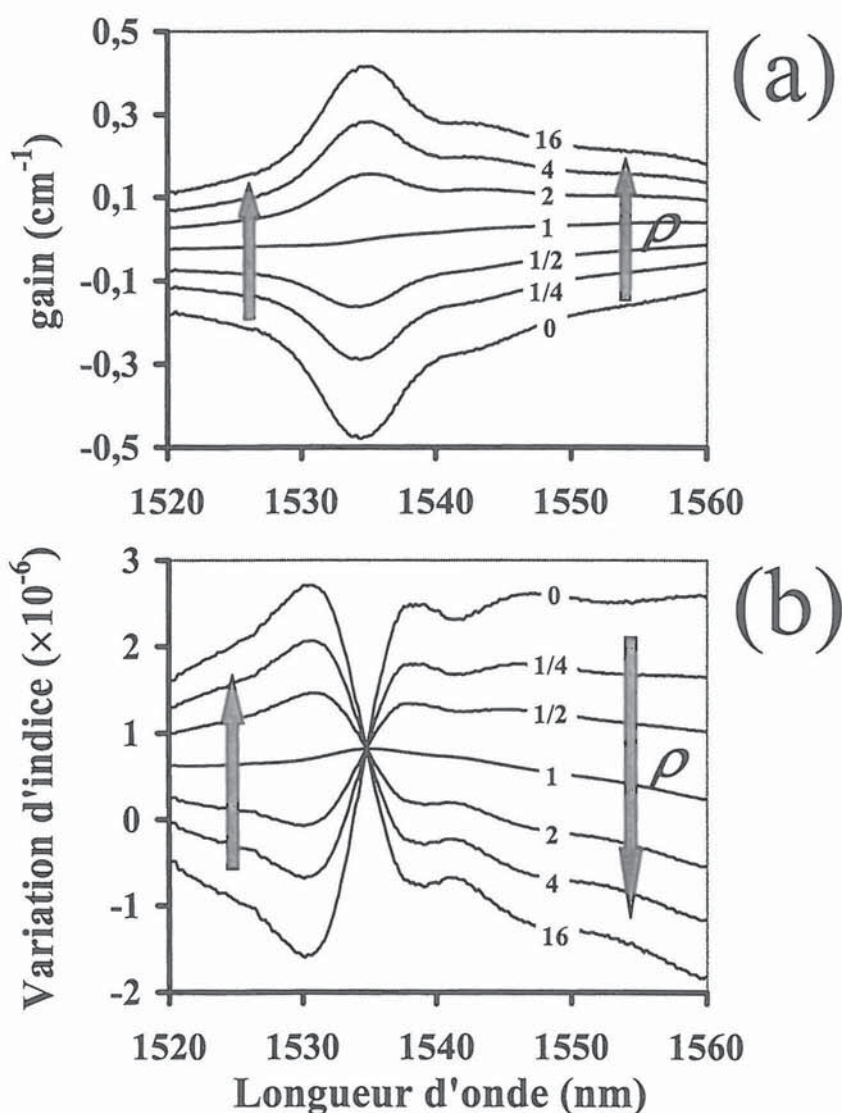 (a)
gain (cm⁻¹)
0,5
0,3
0,1
-0,1
-0,3
-0,5
16
4
2
1
1/2
1/4
0
ρ
1520 1530 1540 1550 1560
(b)
Variation d'indice (×10⁻⁶)
3
2
1
0
-1
-2
0
1/4
1/2
1
2
4
16
ρ
1520 1530 1540 1550 1560
Longueur d'onde (nm)